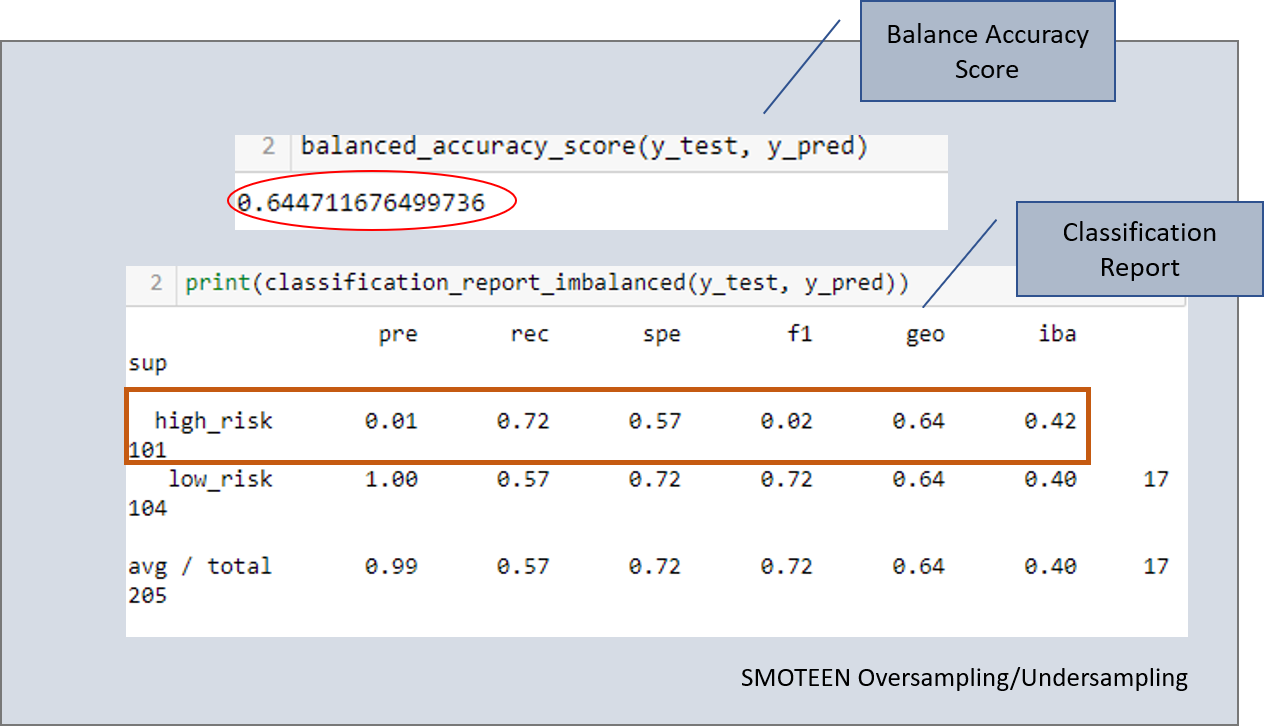 Balance Accuracy
Score
2 balanced_accuracy_score(y_test, y_pred)
0.644711676499736
Classification
Report
2 print(classification_report_imbalanced(y_test, y_pred))
pre rec spe f1 geo iba
sup
high_risk 0.01 0.72 0.57 0.02 0.64 0.42
101
low_risk 1.00 0.57 0.72 0.72 0.64 0.40 17
104
avg / total 0.99 0.57 0.72 0.72 0.64 0.40 17
205
SMOTEEN Oversampling/Undersampling